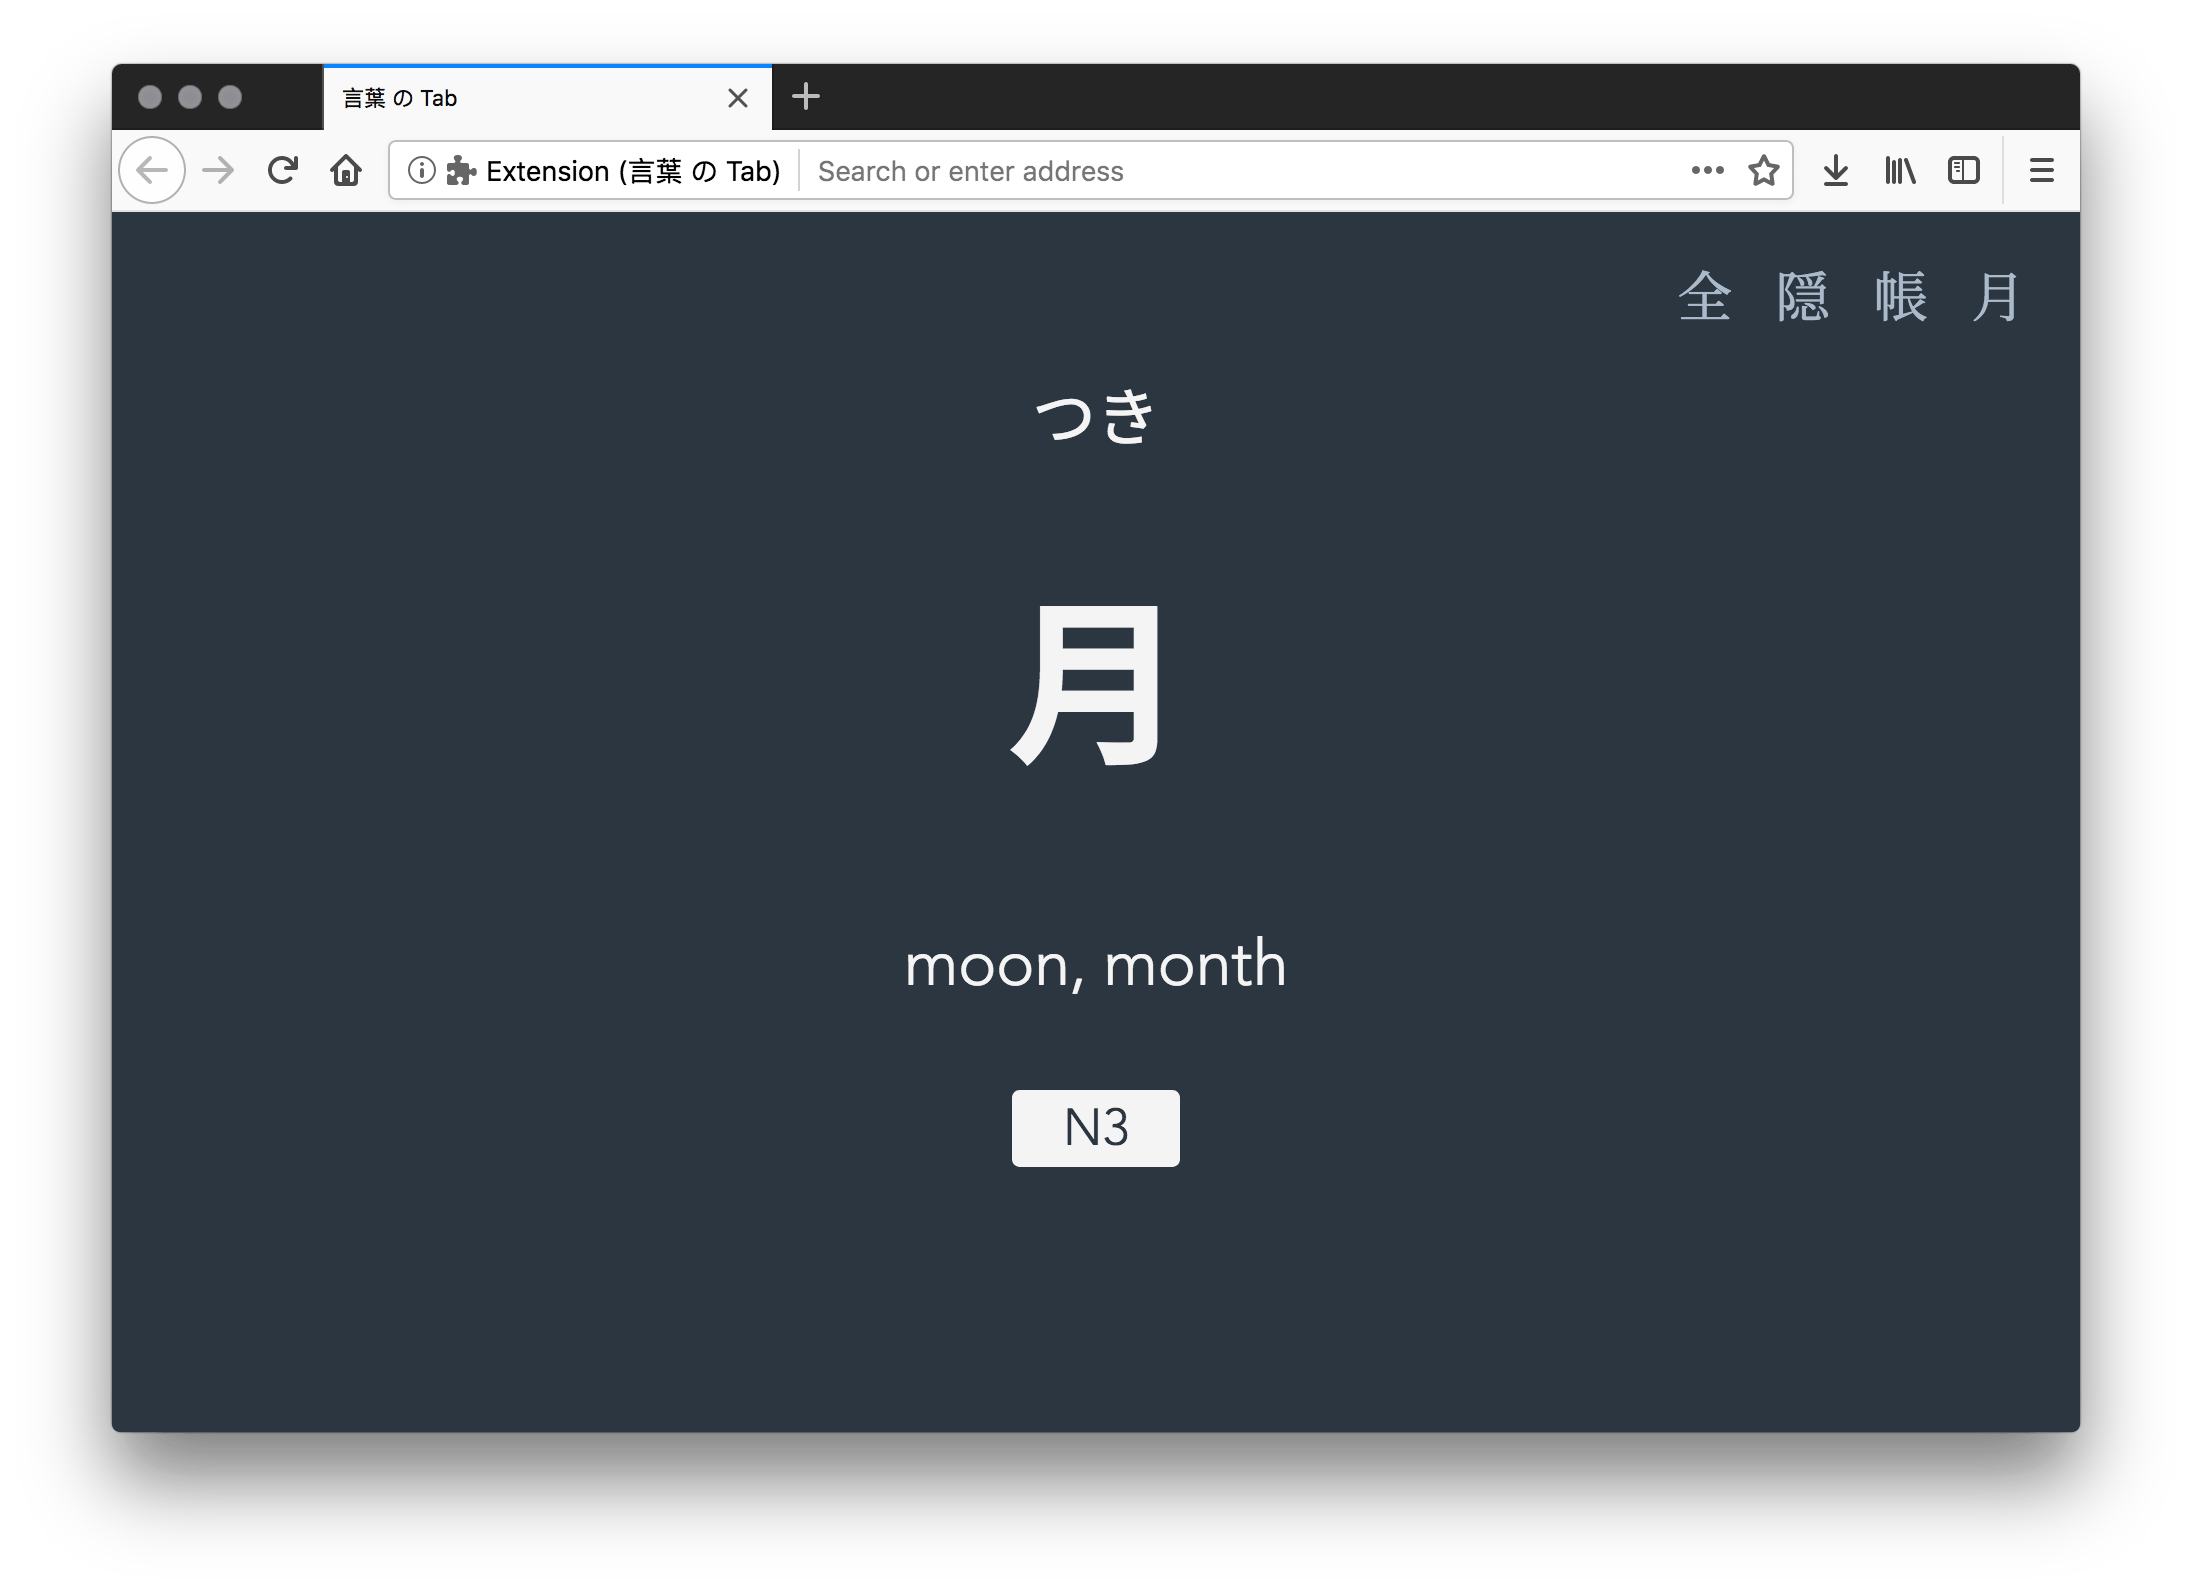 言葉 の Tab
Extension (言葉 の Tab) Search or enter address
全 隠 帳 月
つき
月
moon, month
N3